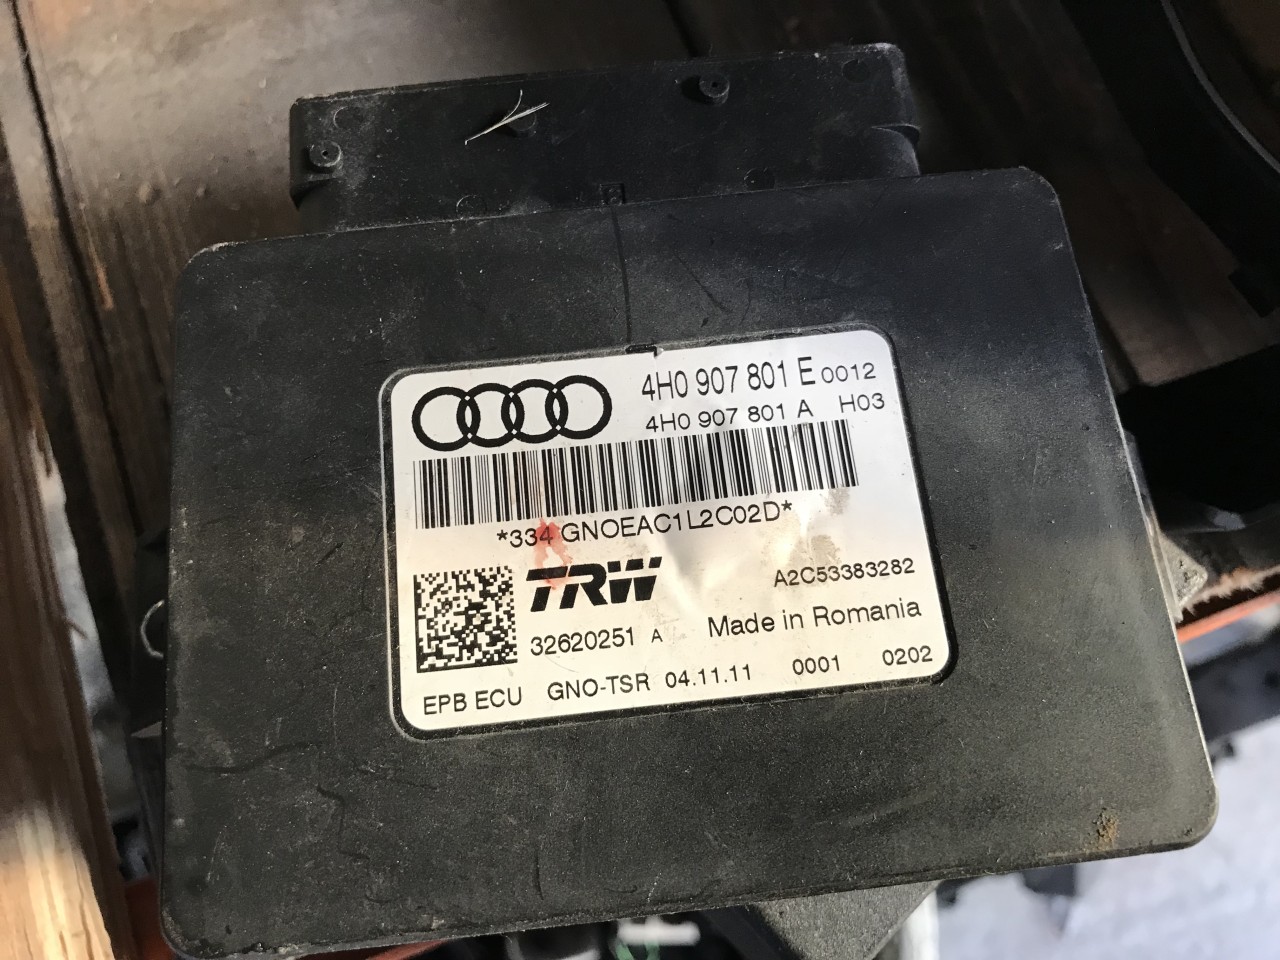 4H0 907 801 E 0012
4H0 907 801 A H03
*334 GNOEAC1L2C02D*
TRW
A2C53383282
32620251 A
Made in Romania
EPB ECU GNO-TSR 04.11.11 0001 0202